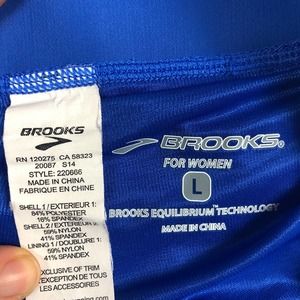 BROOKS
RN 120275 CA 58323
20087 S14
STYLE: 220666
MADE IN CHINA
FABRIQUE EN CHINE
SHELL 1 / EXTERIEUR 1:
84% POLYESTER
16% SPANDEX
SHELL 2 / EXTERIEUR 2:
59% NYLON
41% SPANDEX
LINING 1 / DOUBLURE 1:
59% NYLON
41% SPANDEX
EXCLUSIVE OF TRIM
EXCEPTION DE TOUS
LES ACCESSOIRES
BROOKS®
FOR WOMEN
L
BROOKS EQUILIBRIUM™ TECHNOLOGY
MADE IN CHINA